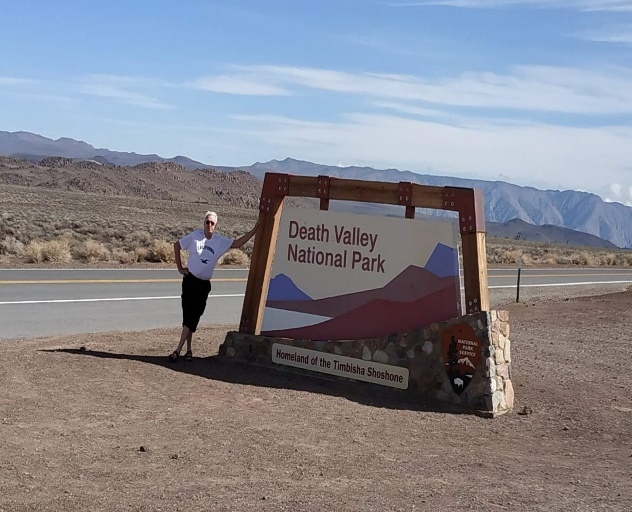 Death Valley
National Park
Homeland of the Timbisha Shoshone
NATIONAL
PARK
SERVICE